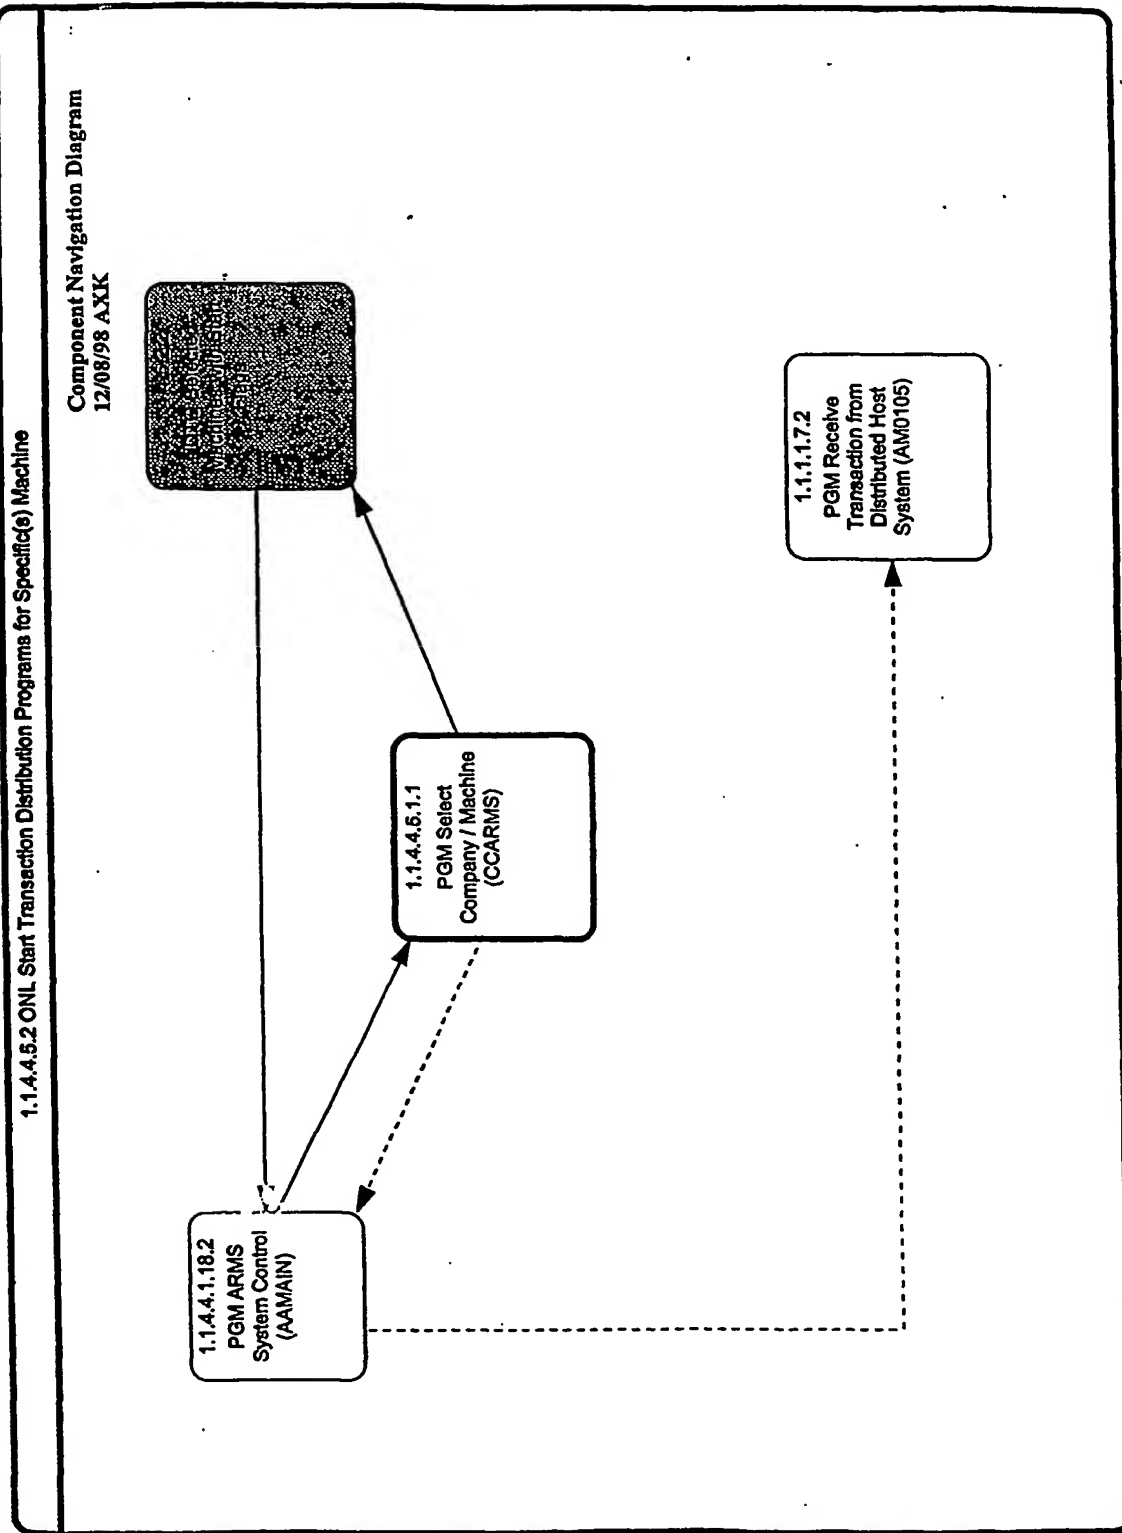 1.1.4.4.5.2 ONL Start Transaction Distribution Programs for Specific(s) Machine
Component Navigation Diagram
12/08/98 AXK
1.1.4.4.1.18.2
PGM ARMS
System Control
(AAMAIN)
1.1.4.4.5.1.1
PGM Select
Company / Machine
(CCARMS)
1.1.1.1.7.2
PGM Receive
Transaction from
Distributed Host
System (AM0105)